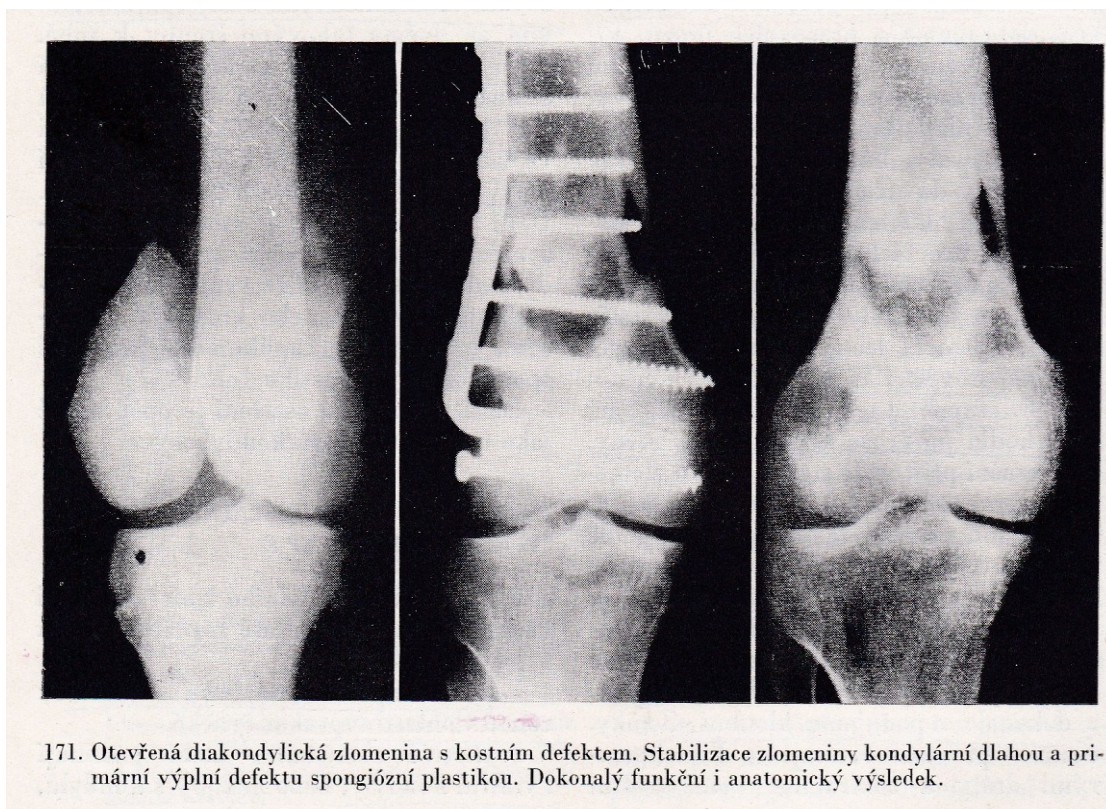 171. Otevřená diakondylická zlomenina s kostním defektem. Stabilizace zlomeniny kondylární dlahou a pri-
mární výplní defektu spongiózní plastikou. Dokonalý funkční i anatomický výsledek.